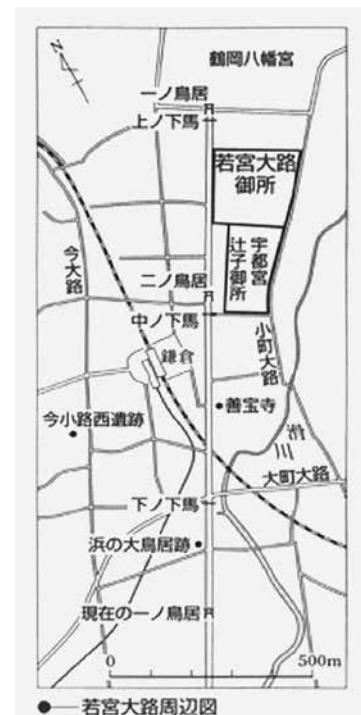 N
鶴岡八幡宮
一ノ鳥居
上ノ下馬
若宮大路
御所
宇都宮
辻子御所
今大路
二ノ鳥居
中ノ下馬
小町大路
鎌倉
善宝寺
今小路西遺跡
滑川
大町大路
下ノ下馬
浜の大鳥居跡
現在の一ノ鳥居
0 500m
●―若宮大路周辺図